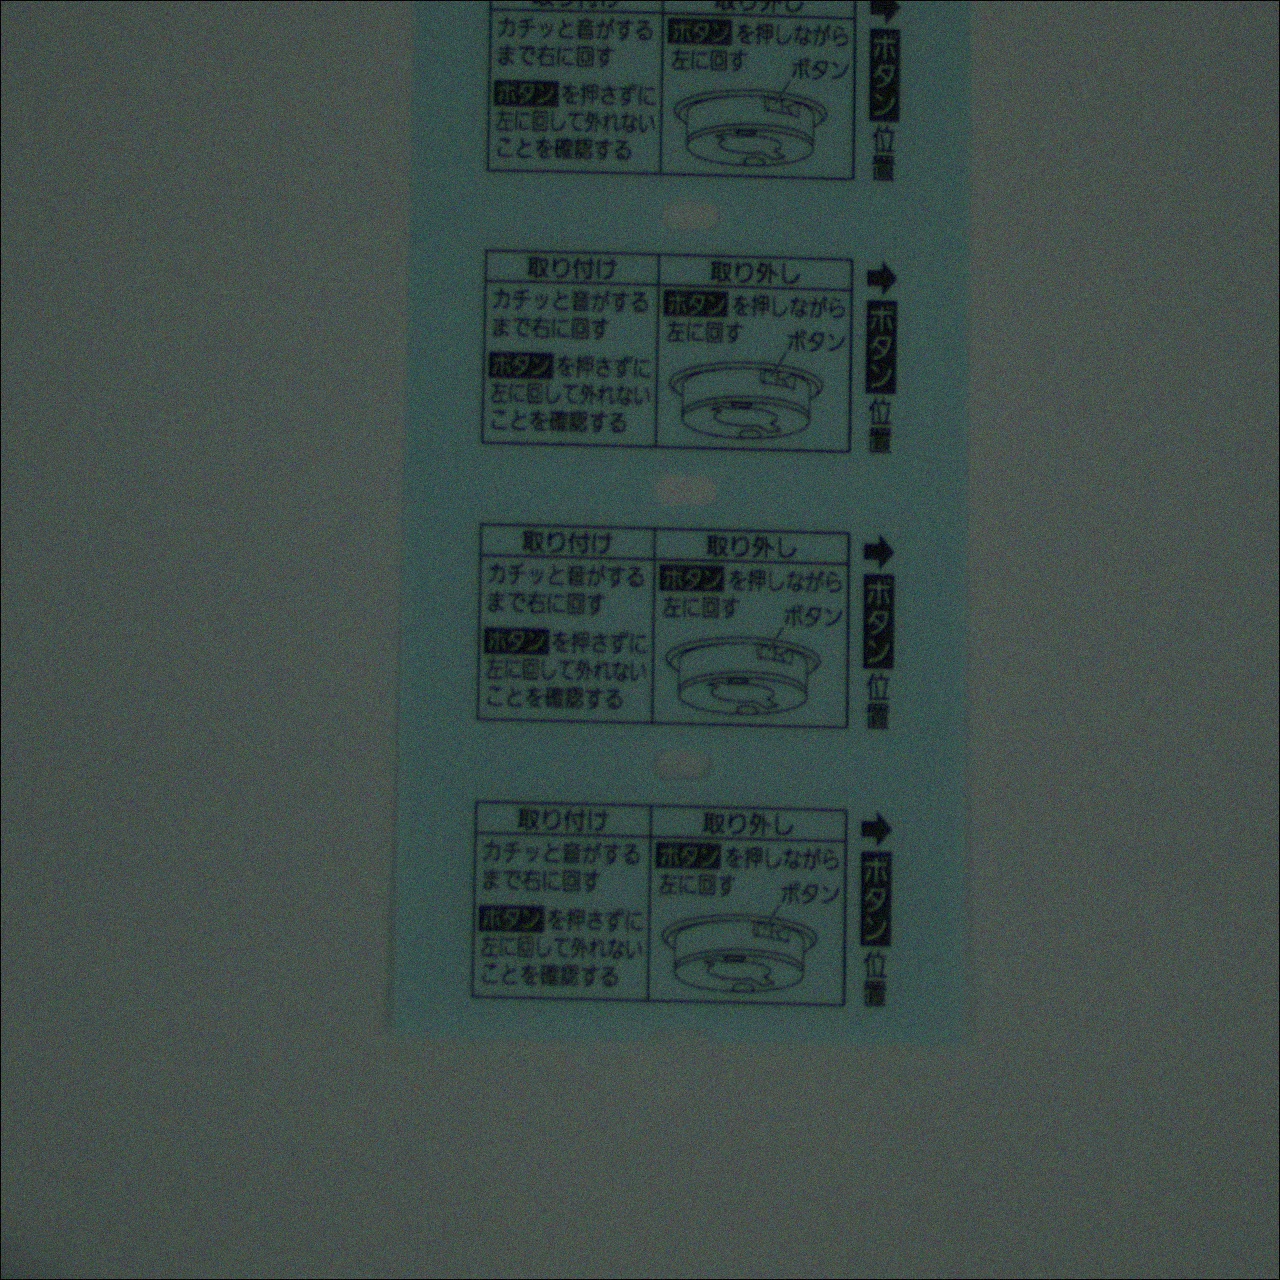 取り付け
取り外し
カチッと音がする
まで右に回す
ボタンを押さずに
左に回して外れない
ことを確認する
ボタンを押しながら
左に回す
ボタン
➡ボタン位置
取り付け
取り外し
カチッと音がする
まで右に回す
ボタンを押さずに
左に回して外れない
ことを確認する
ボタンを押しながら
左に回す
ボタン
➡ボタン位置
取り付け
取り外し
カチッと音がする
まで右に回す
ボタンを押さずに
左に回して外れない
ことを確認する
ボタンを押しながら
左に回す
ボタン
➡ボタン位置
取り付け
取り外し
カチッと音がする
まで右に回す
ボタンを押さずに
左に回して外れない
ことを確認する
ボタンを押しながら
左に回す
ボタン
➡ボタン位置